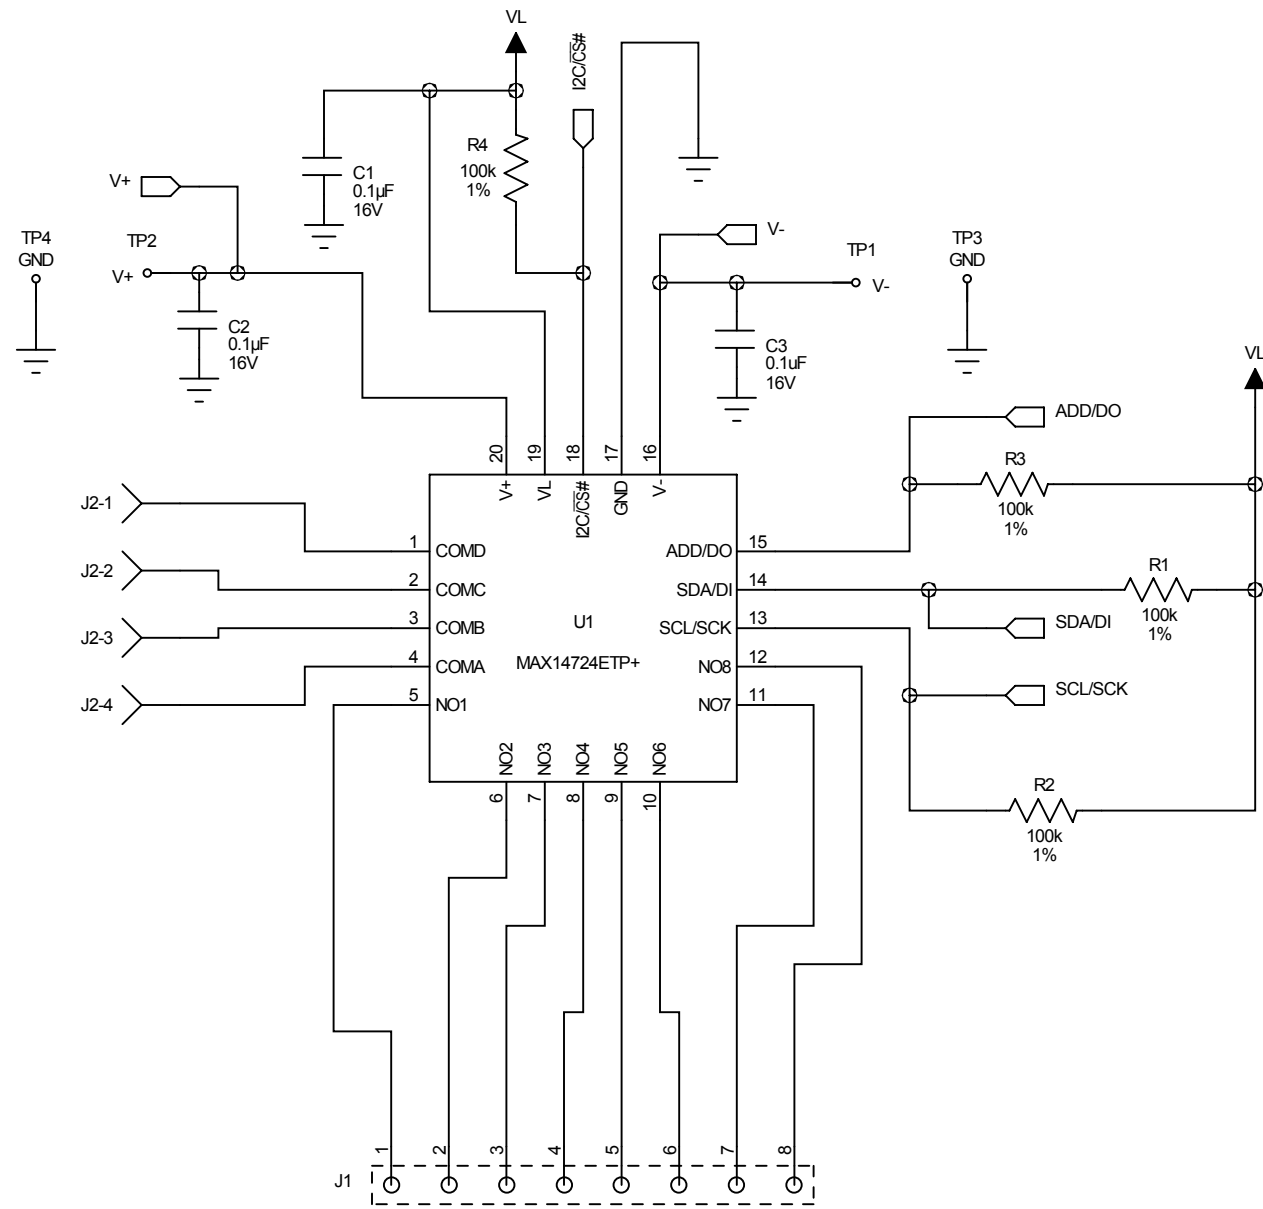 VL
I2C/CS#
R4
100k
1%
C1
0.1µF
16V
V+
V-
TP4
GND
TP2
V+
TP1
V-
TP3
GND
C2
0.1µF
16V
C3
0.1uF
16V
VL
ADD/DO
20
19
18
17
16
R3
100k
1%
V+
VL
I2C/CS#
GND
V-
J2-1
1
COMD
ADD/DO
15
J2-2
2
COMC
SDA/DI
14
R1
100k
1%
J2-3
3
COMB
U1
SCL/SCK
13
SDA/DI
4
COMA
MAX14724ETP+
NO8
12
SCL/SCK
J2-4
5
NO1
NO7
11
NO2
NO3
NO4
NO5
NO6
6
7
8
9
10
R2
100k
1%
1
2
3
4
5
6
7
8
J1